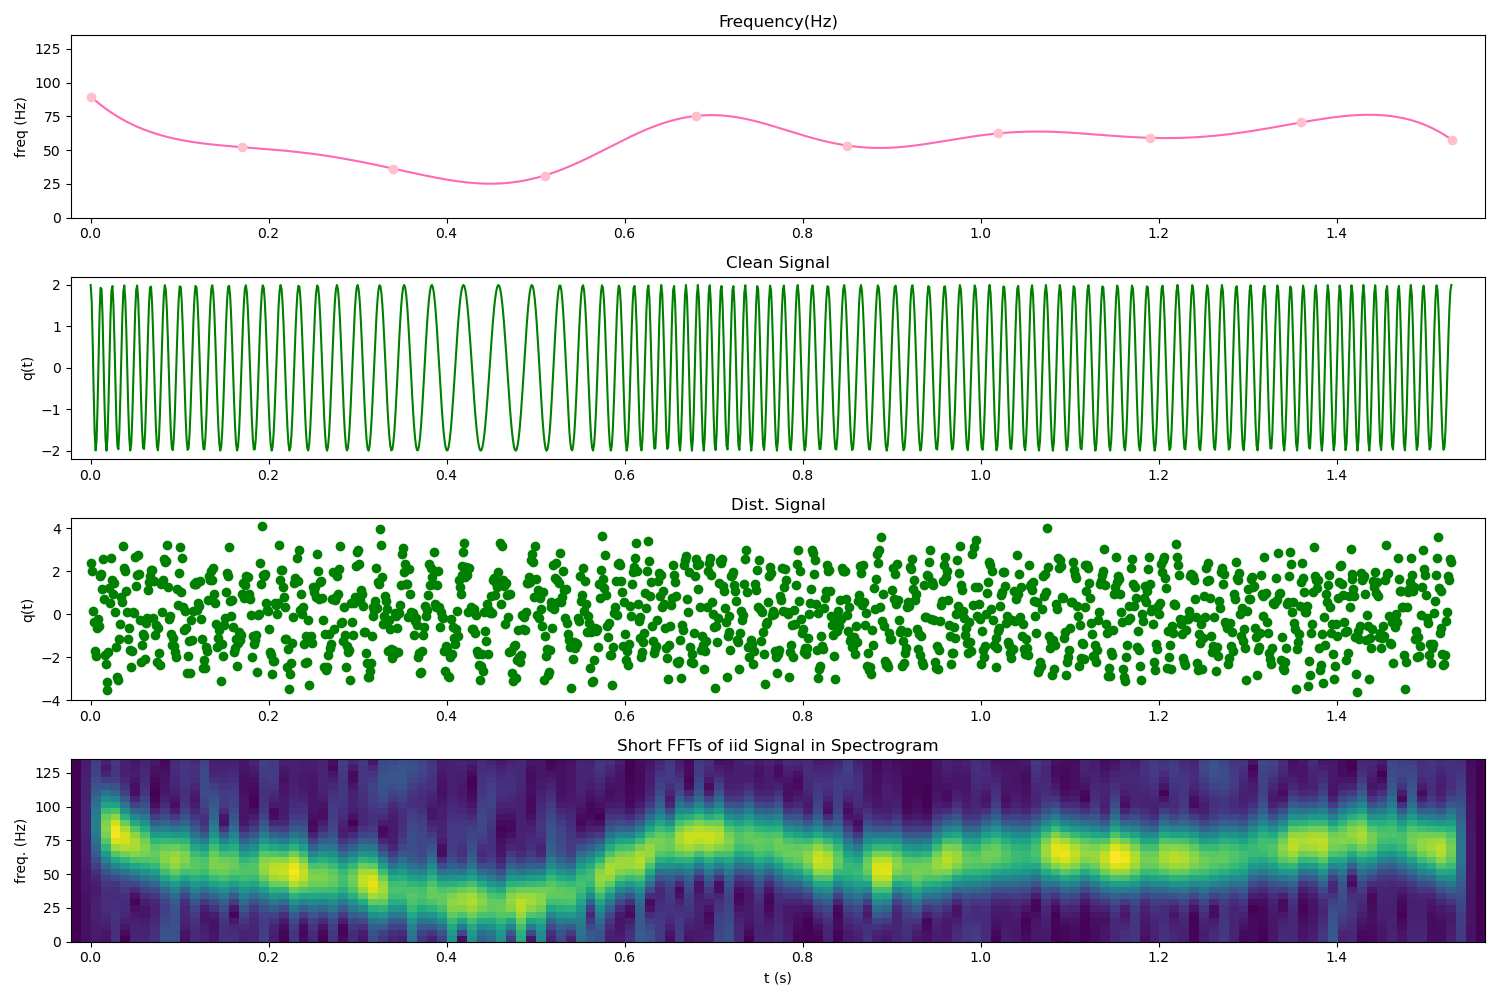 Frequency(Hz)
freq (Hz)
125
100
75
50
25
0
0.0 0.2 0.4 0.6 0.8 1.0 1.2 1.4
Clean Signal
q(t)
2
1
0
−1
−2
0.0 0.2 0.4 0.6 0.8 1.0 1.2 1.4
Dist. Signal
q(t)
4
2
0
−2
−4
0.0 0.2 0.4 0.6 0.8 1.0 1.2 1.4
Short FFTs of iid Signal in Spectrogram
freq. (Hz)
125
100
75
50
25
0
0.0 0.2 0.4 0.6 0.8 1.0 1.2 1.4
t (s)